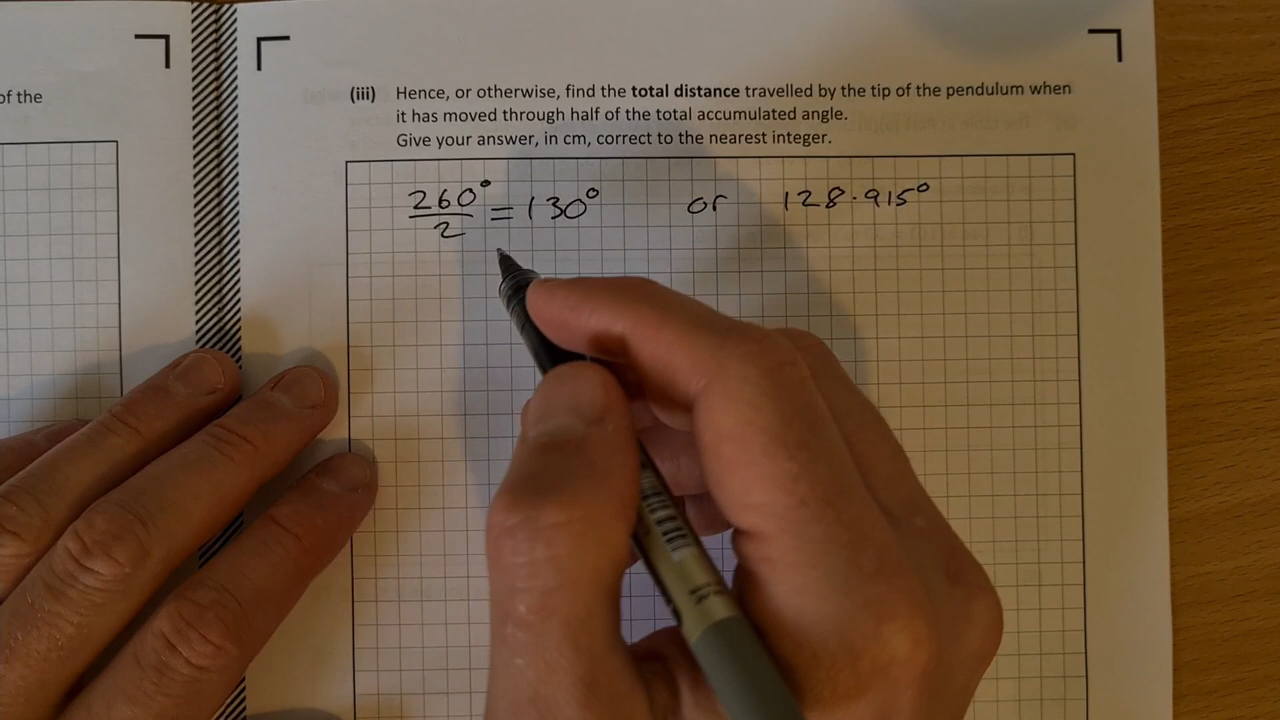 of the
(iii) Hence, or otherwise, find the total distance travelled by the tip of the pendulum when
it has moved through half of the total accumulated angle.
Give your answer, in cm, correct to the nearest integer.
260°/2 = 130° or 128.915°